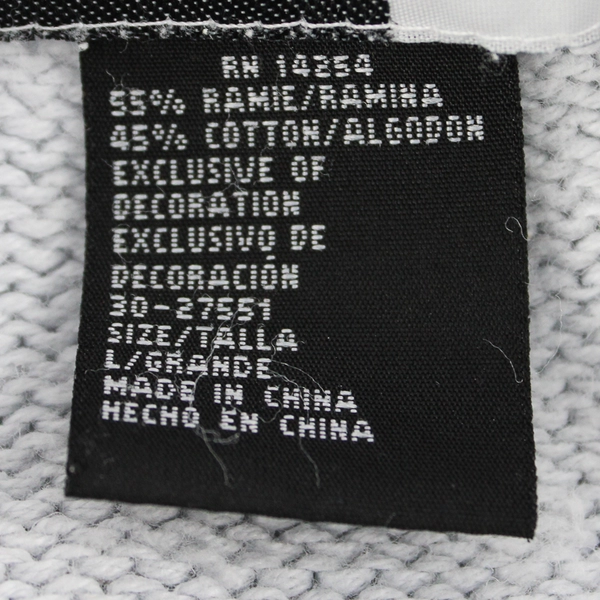 RN 14354
55% RAMIE/RAMINA
45% COTTON/ALGODON
EXCLUSIVE OF
DECORATION
EXCLUSIVO DE
DECORACIÓN
30-27551
SIZE/TALLA
L/GRANDE
MADE IN CHINA
HECHO EN CHINA